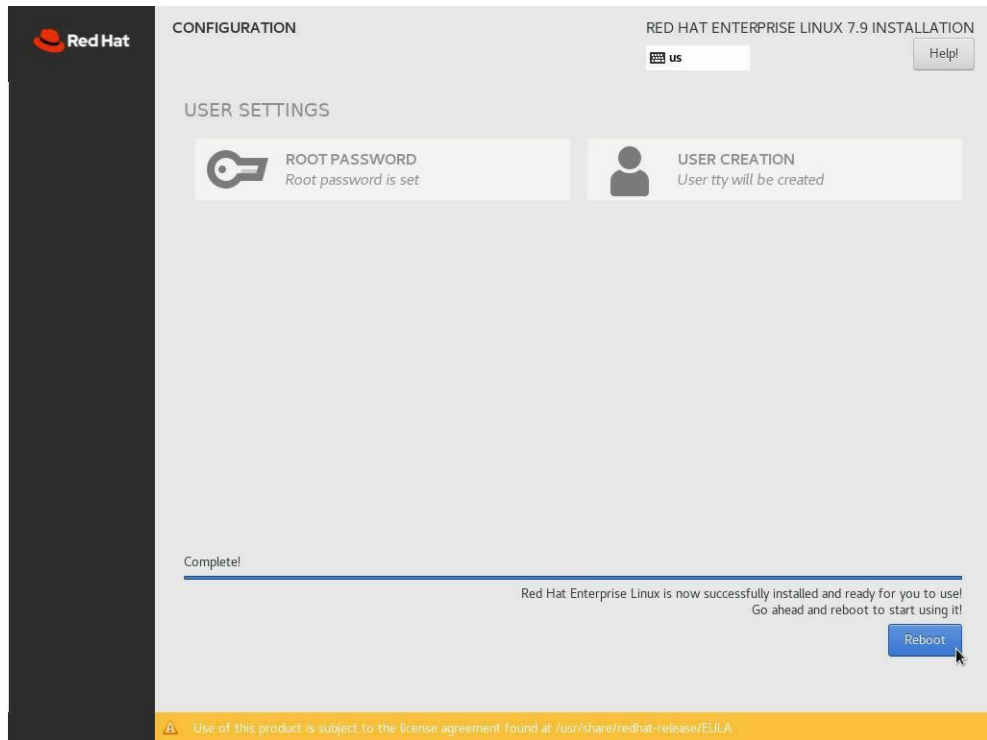 Red Hat
CONFIGURATION
RED HAT ENTERPRISE LINUX 7.9 INSTALLATION
us
Help!
USER SETTINGS
ROOT PASSWORD
Root password is set
USER CREATION
User tty will be created
Complete!
Red Hat Enterprise Linux is now successfully installed and ready for you to use!
Go ahead and reboot to start using it!
Reboot
Use of this product is subject to the license agreement found at /usr/share/redhat-release/EULA